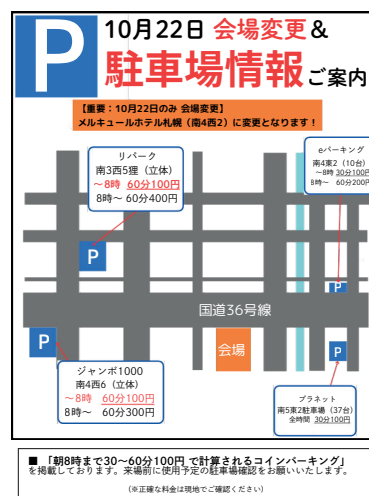 P
10月22日 会場変更&
駐車場情報ご案内
【重要：10月22日のみ 会場変更】
メルキュールホテル札幌（南4西2）に変更となります！
リパーク
南3西5狸（立体）
～8時 60分100円
8時～ 60分400円
eパーキング
南4東2（10台）
～8時 30分100円
8時～ 60分200円
P
P
国道36号線
P
会場
P
ジャンボ1000
南4西6（立体）
～8時 60分100円
8時～ 60分300円
プラネット
南5東2駐車場（37台）
全時間 30分100円
■ 「朝8時まで30～60分100円 で計算されるコインパーキング」
を掲載しております。来場前に使用予定の駐車場確認をお願いいたします。
（※正確な料金は現地でご確認ください）